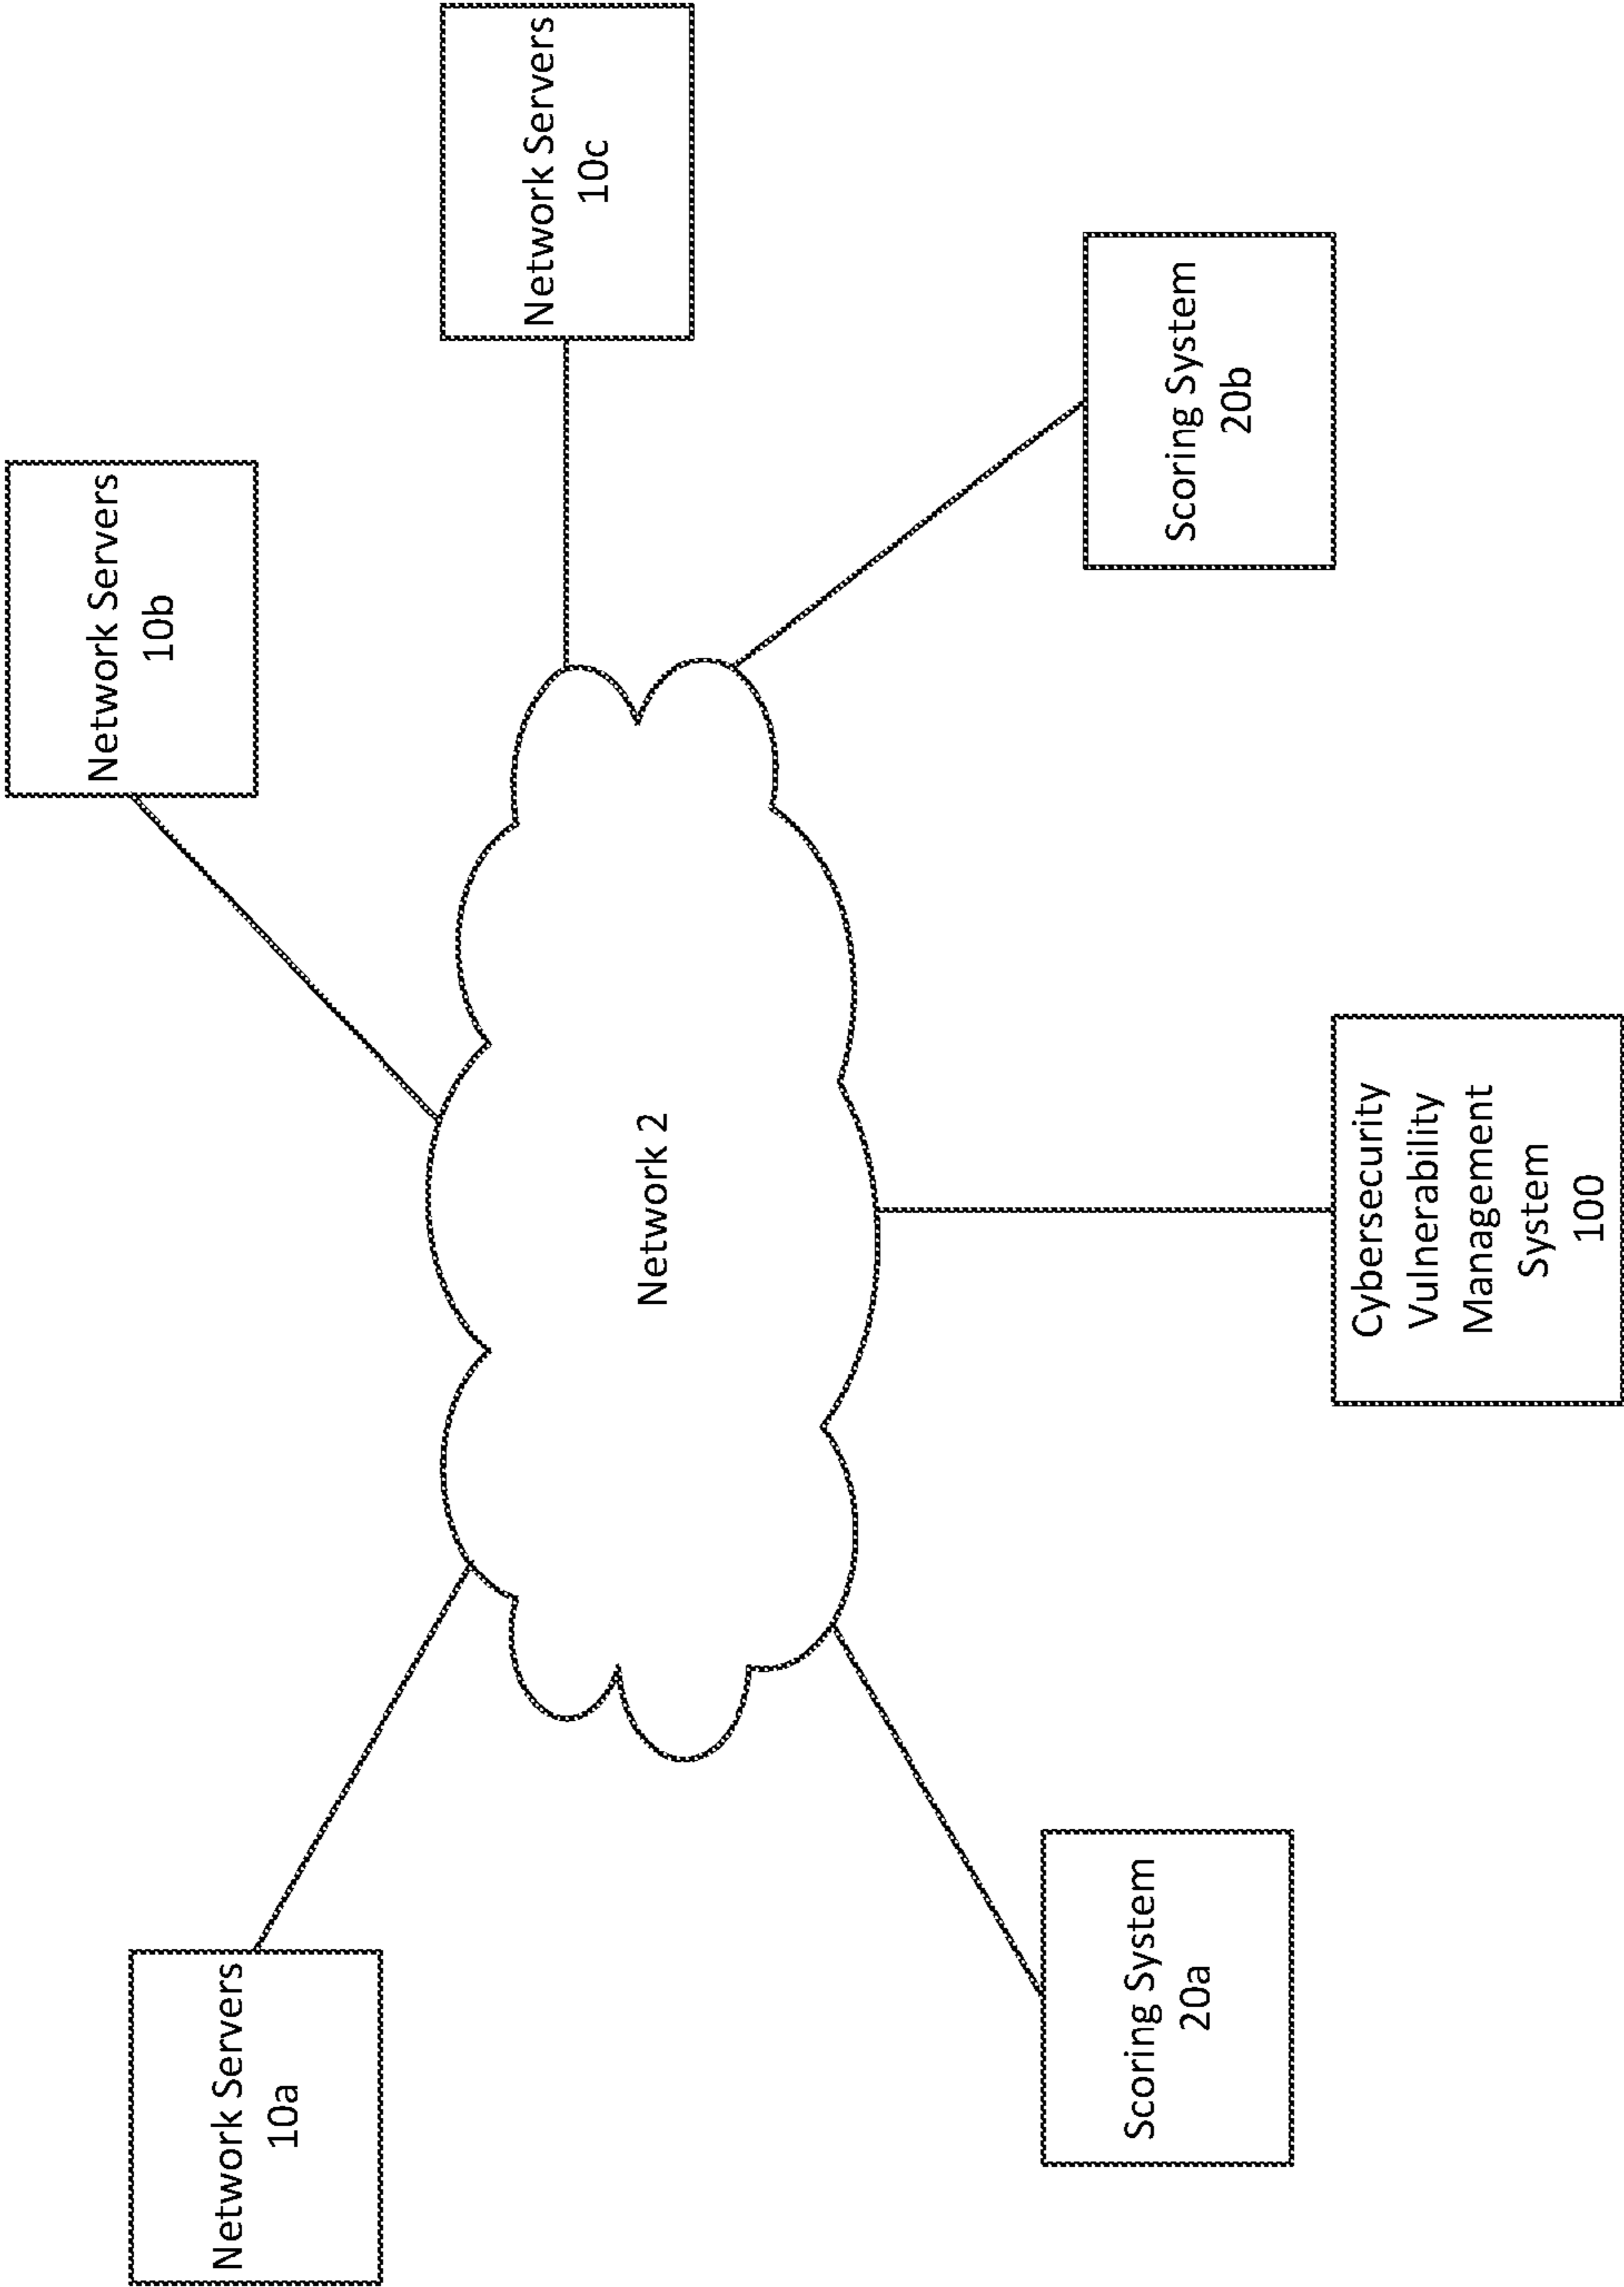 Network Servers
10a
Network Servers
10b
Network Servers
10c
Network 2
Scoring System
20a
Cybersecurity
Vulnerability
Management
System
100
Scoring System
20b